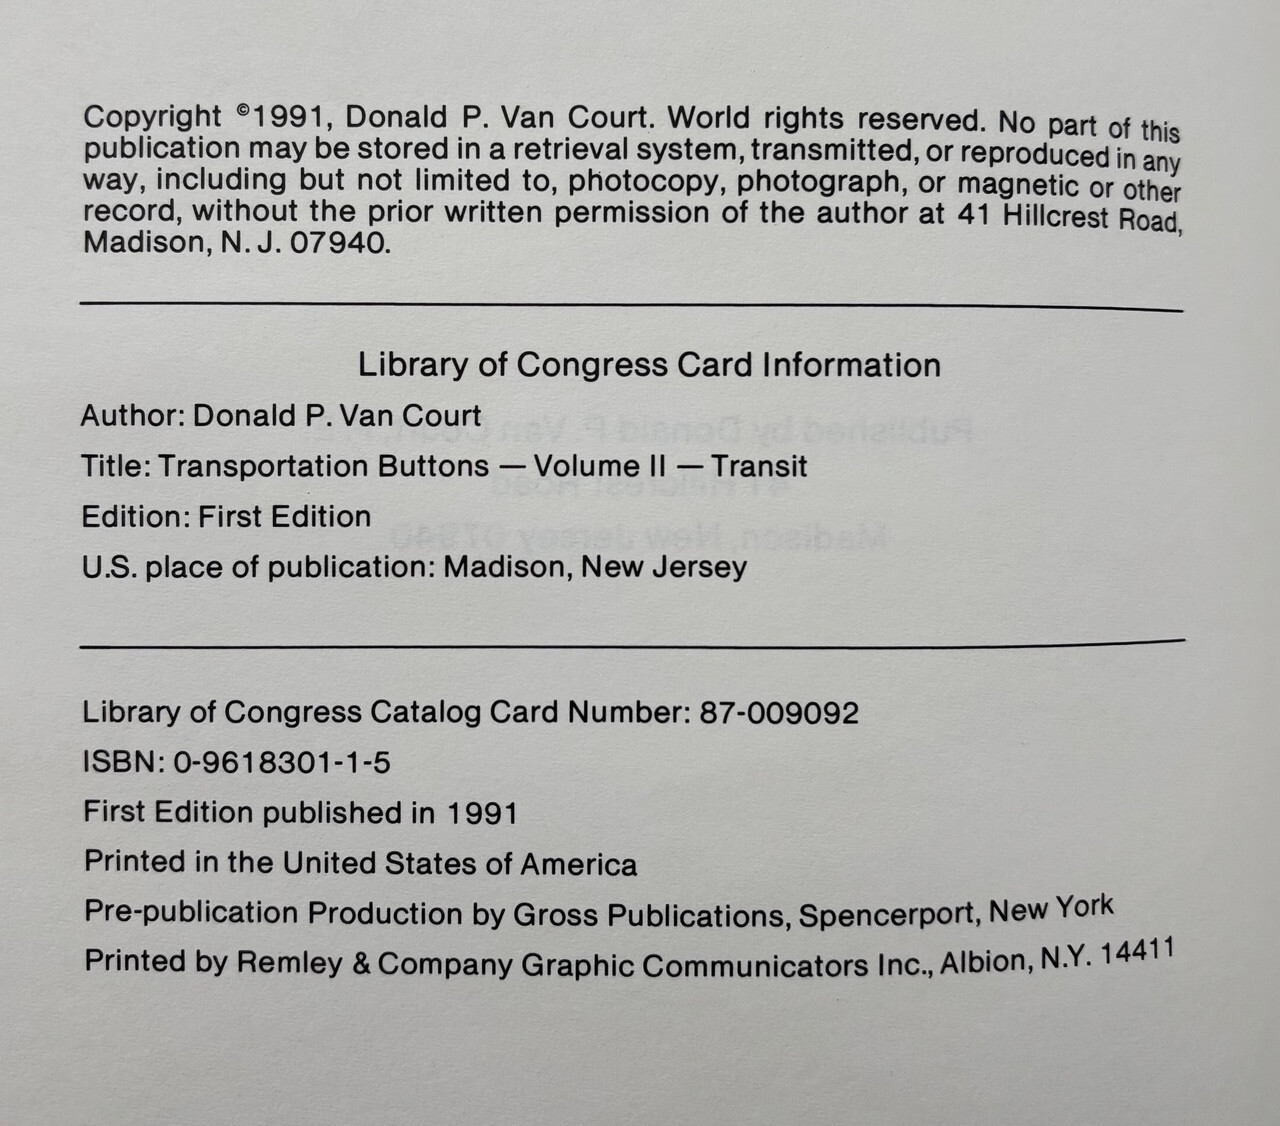 Copyright ©1991, Donald P. Van Court. World rights reserved. No part of this
publication may be stored in a retrieval system, transmitted, or reproduced in any
way, including but not limited to, photocopy, photograph, or magnetic or other
record, without the prior written permission of the author at 41 Hillcrest Road,
Madison, N.J. 07940.
Library of Congress Card Information
Author: Donald P. Van Court
Title: Transportation Buttons — Volume II — Transit
Edition: First Edition
U.S. place of publication: Madison, New Jersey
Library of Congress Catalog Card Number: 87-009092
ISBN: 0-9618301-1-5
First Edition published in 1991
Printed in the United States of America
Pre-publication Production by Gross Publications, Spencerport, New York
Printed by Remley & Company Graphic Communicators Inc., Albion, N.Y. 14411